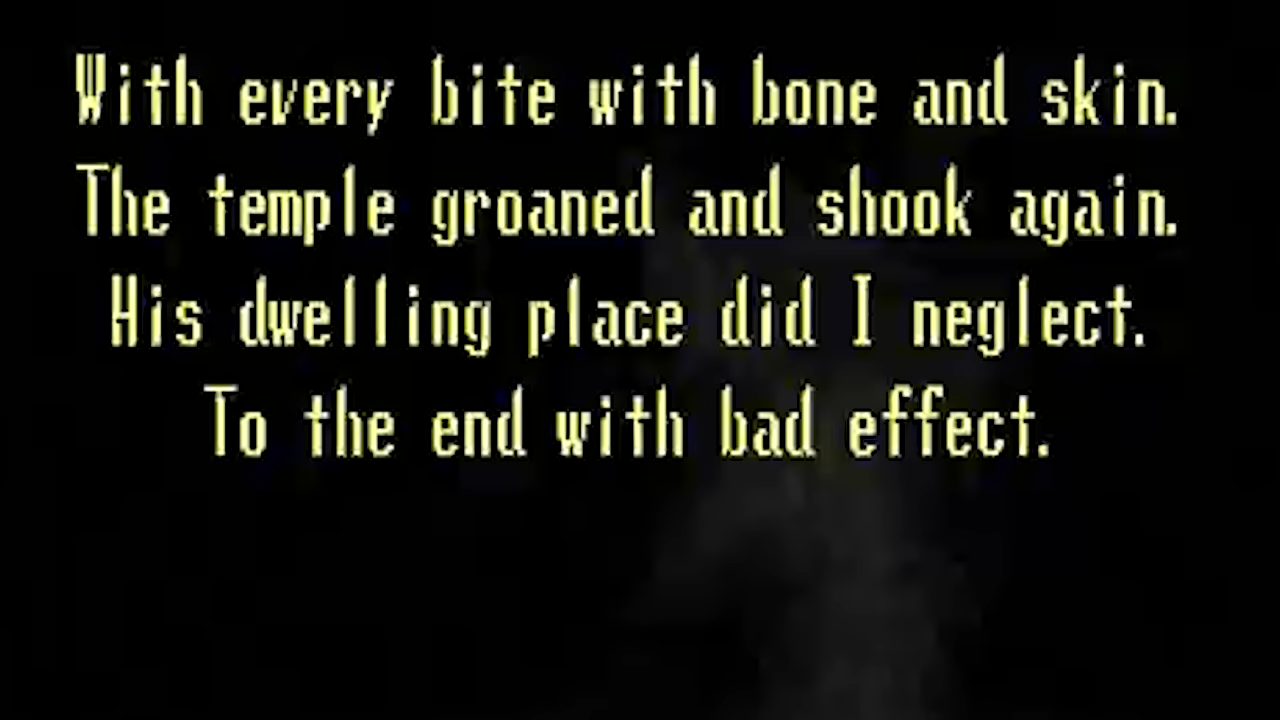 With every bite with bone and skin.
The temple groaned and shook again.
His dwelling place did I neglect.
To the end with bad effect.